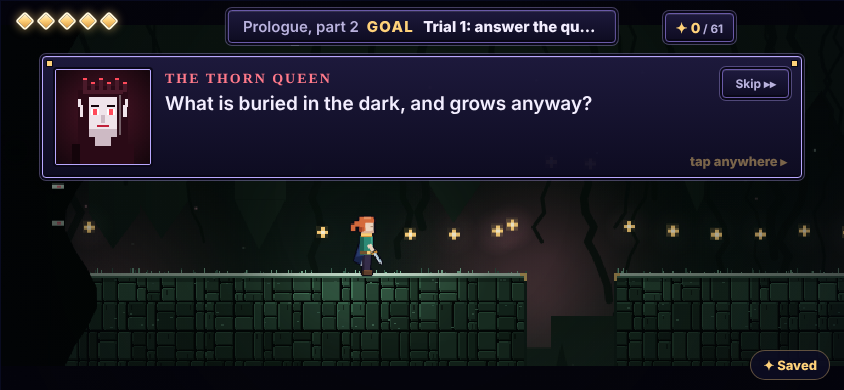 Prologue, part 2 GOAL Trial 1: answer the qu...
✦ 0 / 61
THE THORN QUEEN
Skip ▸▸
What is buried in the dark, and grows anyway?
tap anywhere ▸
✦ Saved